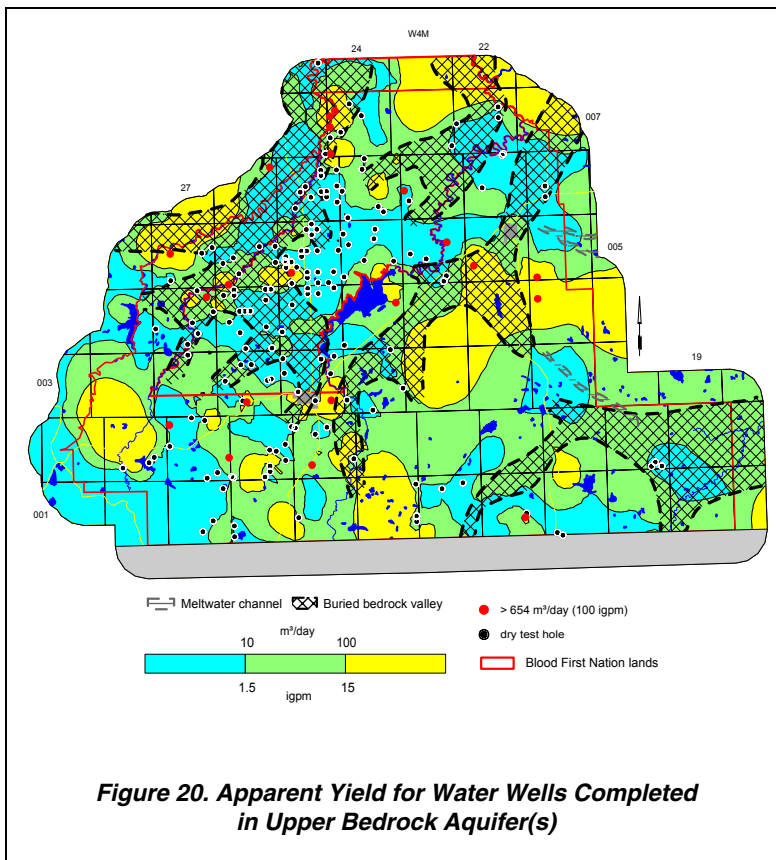 W4M
24
22
007
27
005
19
003
001
Meltwater channel
Buried bedrock valley
> 654 m³/day (100 igpm)
m³/day
dry test hole
10
100
Blood First Nation lands
1.5
15
igpm
Figure 20. Apparent Yield for Water Wells Completed
in Upper Bedrock Aquifer(s)